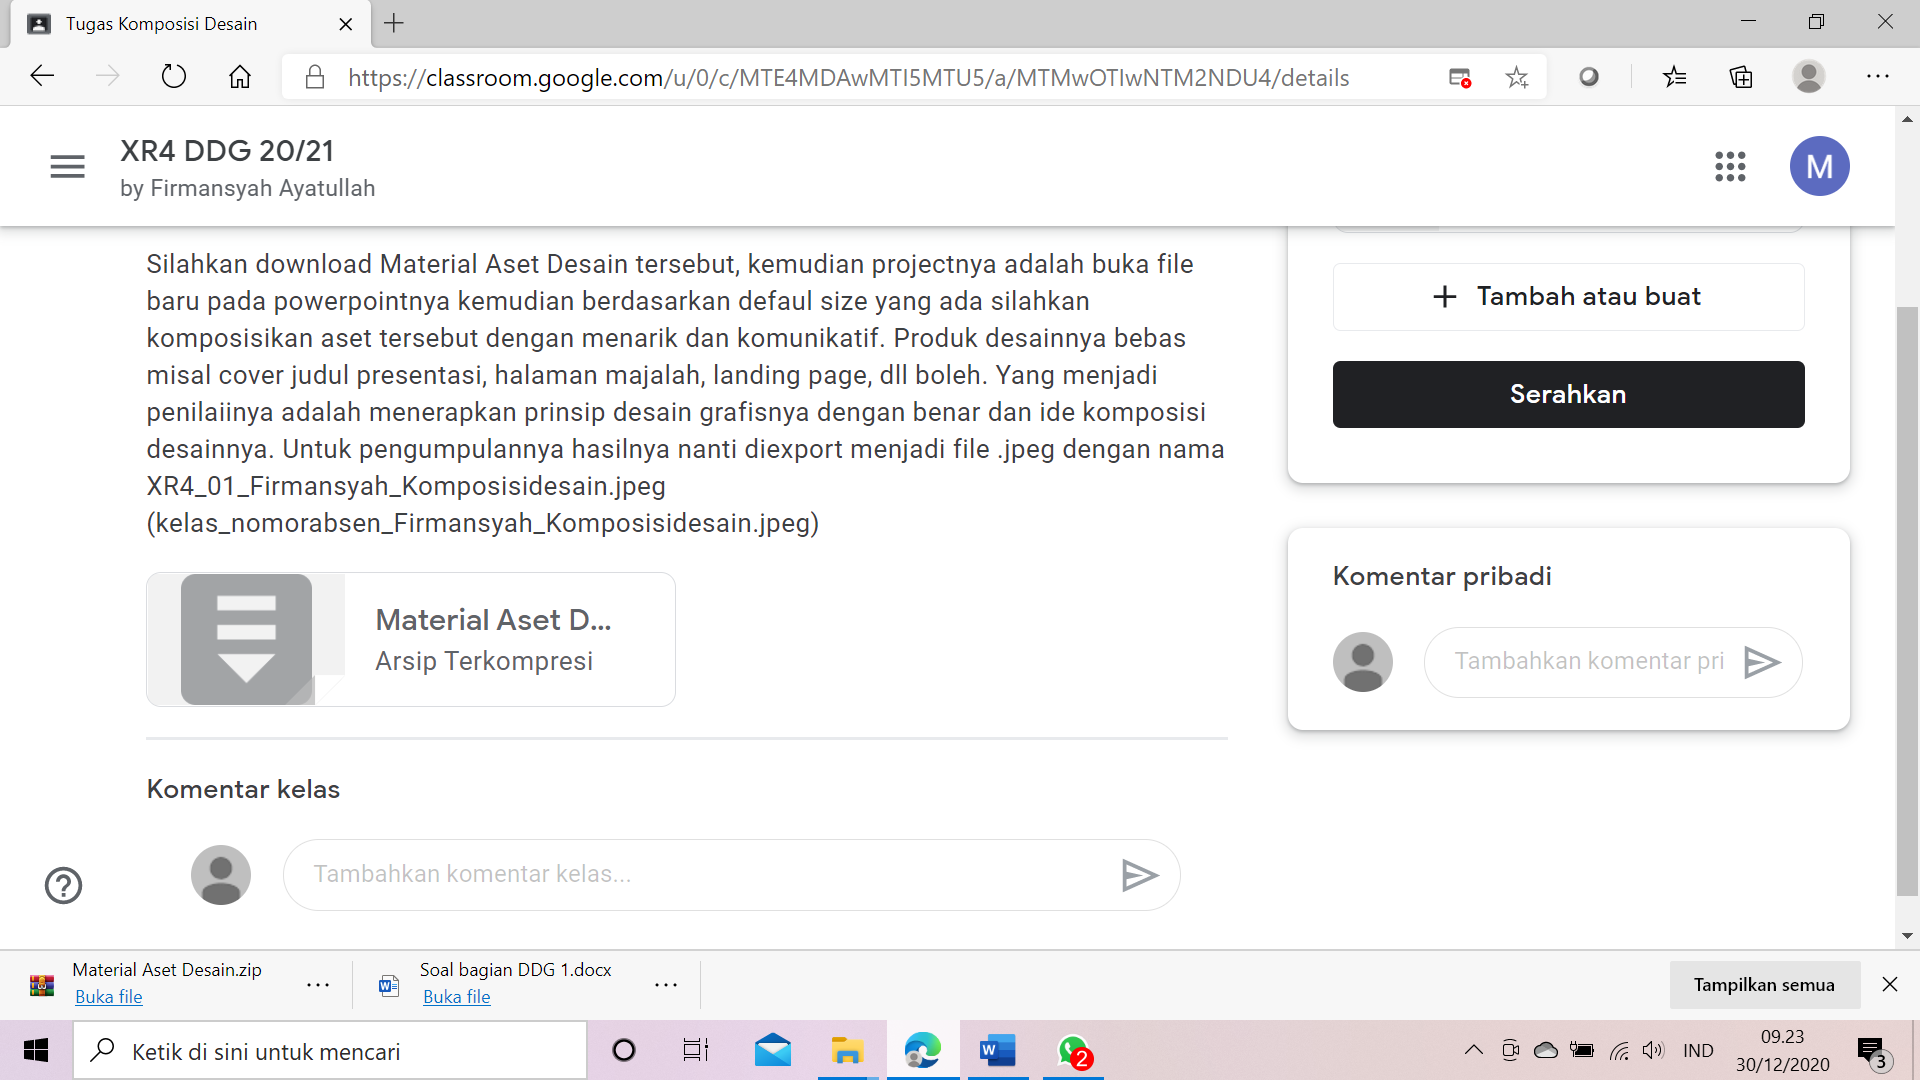 Tugas Komposisi Desain
https://classroom.google.com/u/0/c/MTE4MDAwMTI5MTU5/a/MTMwOTIwNTM2NDU4/details
XR4 DDG 20/21
by Firmansyah Ayatullah
M
Silahkan download Material Aset Desain tersebut, kemudian projectnya adalah buka file
baru pada powerpointnya kemudian berdasarkan defaul size yang ada silahkan
komposisikan aset tersebut dengan menarik dan komunikatif. Produk desainnya bebas
misal cover judul presentasi, halaman majalah, landing page, dll boleh. Yang menjadi
penilaiinya adalah menerapkan prinsip desain grafisnya dengan benar dan ide komposisi
desainnya. Untuk pengumpulannya hasilnya nanti diexport menjadi file .jpeg dengan nama
XR4_01_Firmansyah_Komposisidesain.jpeg
(kelas_nomorabsen_Firmansyah_Komposisidesain.jpeg)
Material Aset D...
Arsip Terkompresi
+ Tambah atau buat
Serahkan
Komentar pribadi
Tambahkan komentar pri
Komentar kelas
Tambahkan komentar kelas...
Material Aset Desain.zip
Buka file
Soal bagian DDG 1.docx
Buka file
Tampilkan semua
Ketik di sini untuk mencari
2
IND
09.23
30/12/2020
3